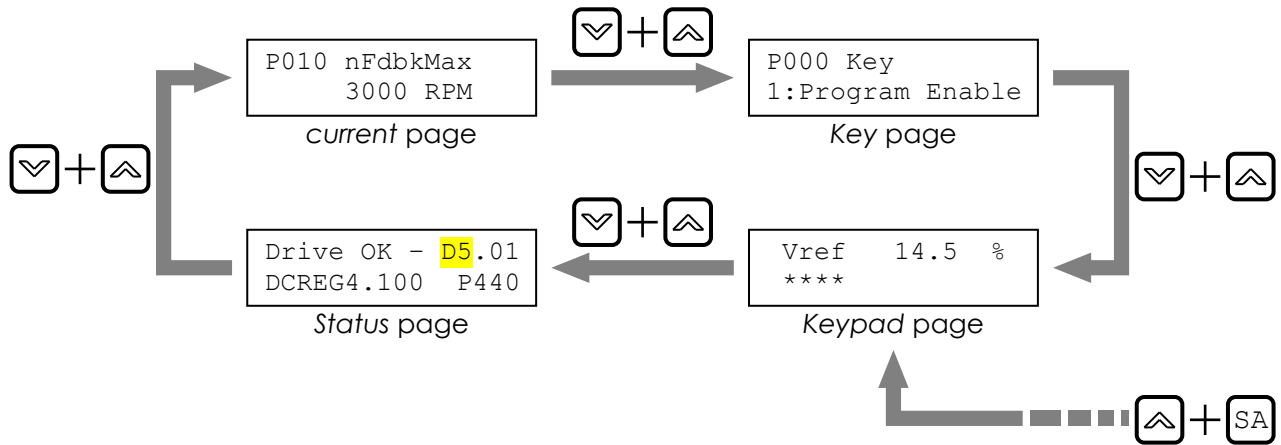 P010 nFdbkMax
3000 RPM
current page
+
P000 Key
1:Program Enable
Key page
+
+
Drive OK – D5.01
DCREG4.100 P440
Status page
+
Vref 14.5 %
****
Keypad page
+ SA